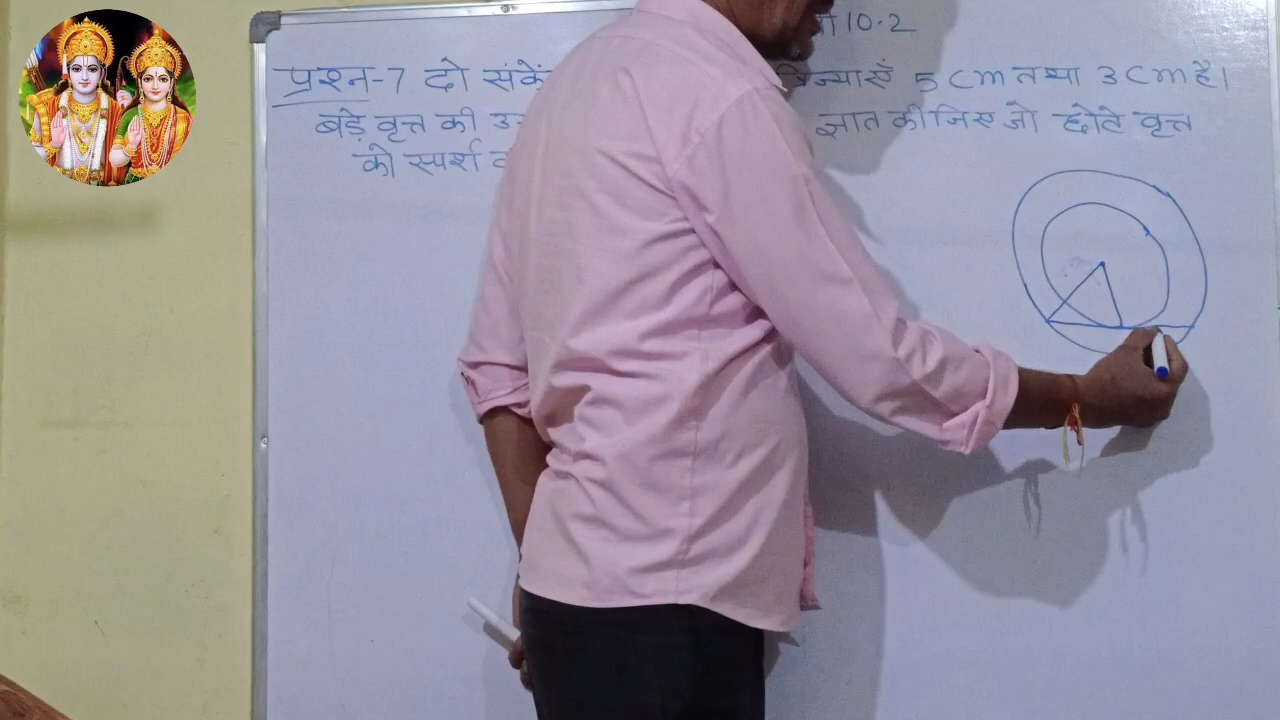 10.2
प्रश्न-7 दो त्रिज्याएँ 5 cm तथा 3 cm है।
बड़े वृत्त की ज्ञात कीजिए जो छोटे वृत्त
को स्पर्श